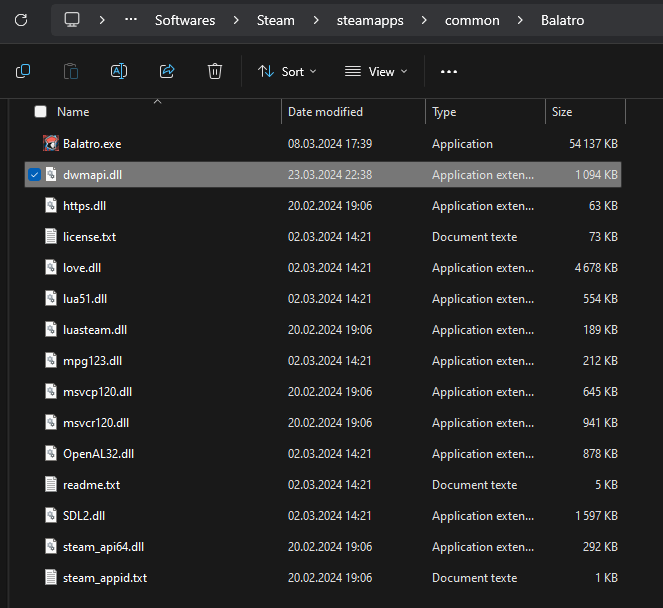 ··· Softwares > Steam > steamapps > common > Balatro
Sort View ···
Name Date modified Type Size
Balatro.exe 08.03.2024 17:39 Application 54 137 KB
dwmapi.dll 23.03.2024 22:38 Application exten... 1 094 KB
https.dll 20.02.2024 19:06 Application exten... 63 KB
license.txt 02.03.2024 14:21 Document texte 73 KB
love.dll 02.03.2024 14:21 Application exten... 4 678 KB
lua51.dll 02.03.2024 14:21 Application exten... 554 KB
luasteam.dll 20.02.2024 19:06 Application exten... 189 KB
mpg123.dll 02.03.2024 14:21 Application exten... 212 KB
msvcp120.dll 20.02.2024 19:06 Application exten... 645 KB
msvcr120.dll 20.02.2024 19:06 Application exten... 941 KB
OpenAL32.dll 02.03.2024 14:21 Application exten... 878 KB
readme.txt 02.03.2024 14:21 Document texte 5 KB
SDL2.dll 02.03.2024 14:21 Application exten... 1 597 KB
steam_api64.dll 20.02.2024 19:06 Application exten... 292 KB
steam_appid.txt 20.02.2024 19:06 Document texte 1 KB